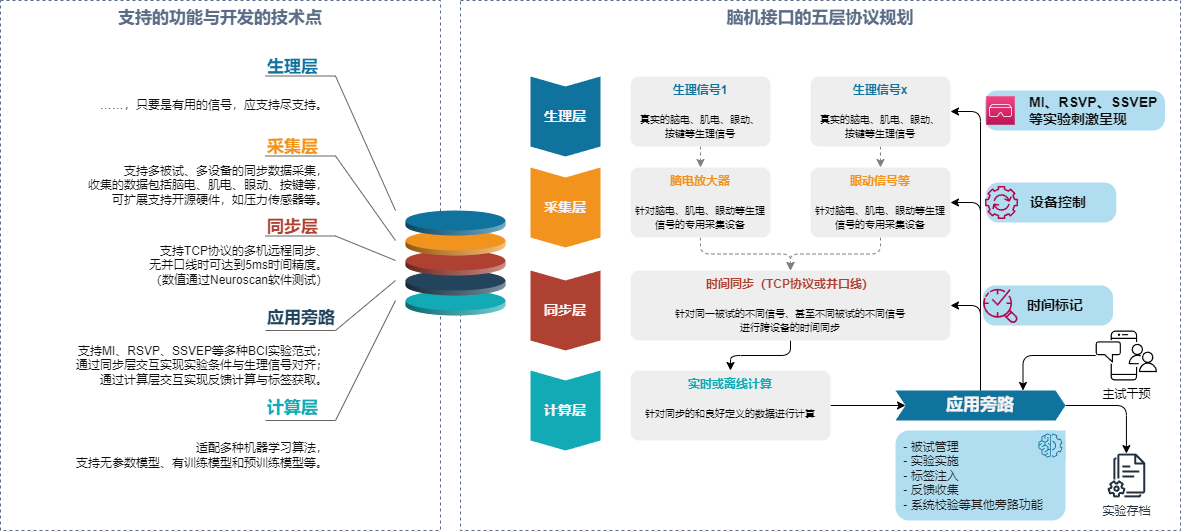 支持的功能与开发的技术点
生理层
……，只要是有用的信号，应支持尽支持。
采集层
支持多被试、多设备的同步数据采集，
收集的数据包括脑电、肌电、眼动、按键等，
可扩展支持开源硬件，如压力传感器等。
同步层
支持TCP协议的多机远程同步、
无并口线时可达到5ms时间精度。
（数值通过Neuroscan软件测试）
应用旁路
支持MI、RSVP、SSVEP等多种BCI实验范式；
通过同步层交互实现实验条件与生理信号对齐；
通过计算层交互实现反馈计算与标签获取。
计算层
适配多种机器学习算法，
支持无参数模型、有训练模型和预训练模型等。
脑机接口的五层协议规划
生理层
生理信号1
真实的脑电、肌电、眼动、
按键等生理信号
生理信号x
真实的脑电、肌电、眼动、
按键等生理信号
MI、RSVP、SSVEP
等实验刺激呈现
采集层
脑电放大器
针对脑电、肌电、眼动等生理
信号的专用采集设备
眼动信号等
针对脑电、肌电、眼动等生理
信号的专用采集设备
设备控制
同步层
时间同步（TCP协议或并口线）
针对同一被试的不同信号、甚至不同被试的不同信号
进行跨设备的时间同步
时间标记
计算层
实时或离线计算
针对同步的和良好定义的数据进行计算
应用旁路
- 被试管理
- 实验实施
- 标签注入
- 反馈收集
- 系统校验等其他旁路功能
主试干预
实验存档